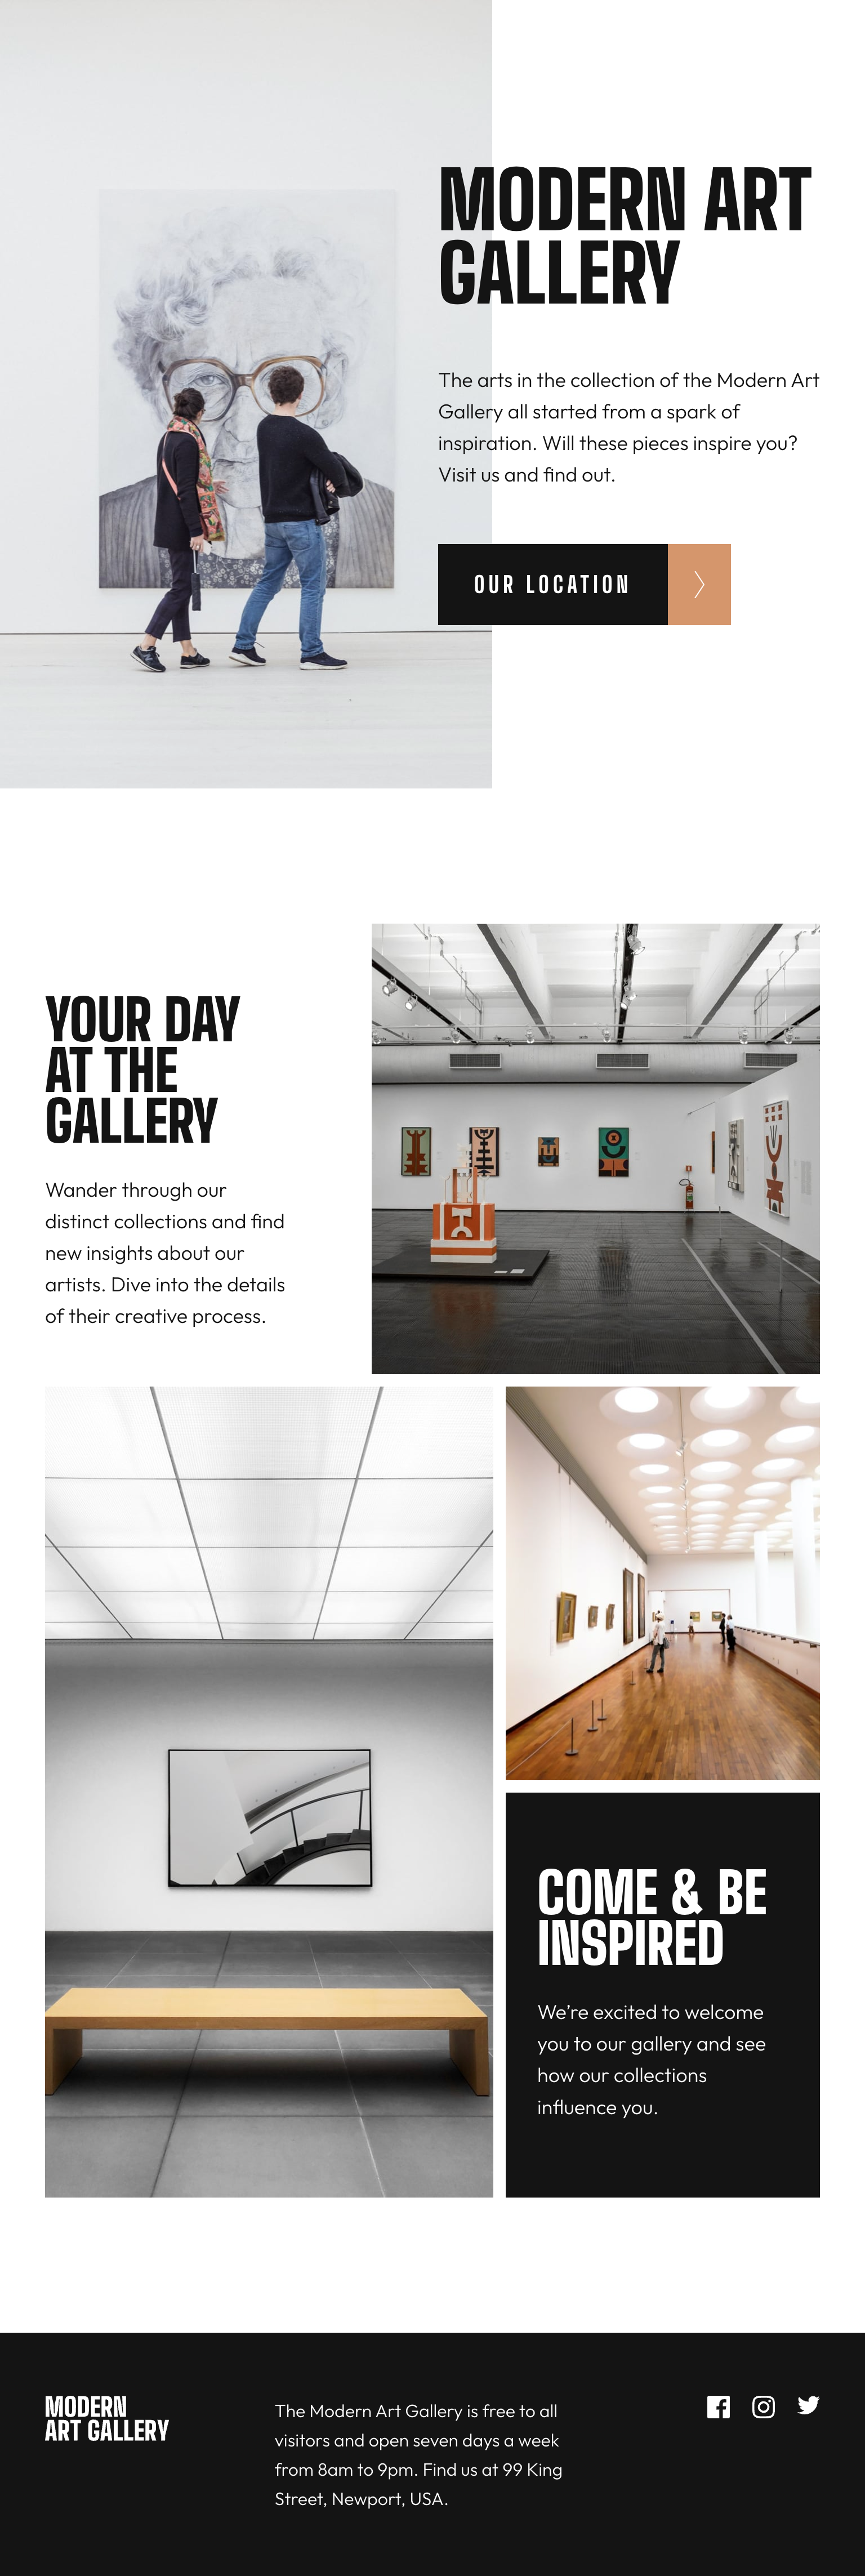 MODERN ART
GALLERY
The arts in the collection of the Modern Art
Gallery all started from a spark of
inspiration. Will these pieces inspire you?
Visit us and find out.
OUR LOCATION
YOUR DAY
AT THE
GALLERY
Wander through our
distinct collections and find
new insights about our
artists. Dive into the details
of their creative process.
COME & BE
INSPIRED
We’re excited to welcome
you to our gallery and see
how our collections
influence you.
MODERN
ART GALLERY
The Modern Art Gallery is free to all
visitors and open seven days a week
from 8am to 9pm. Find us at 99 King
Street, Newport, USA.